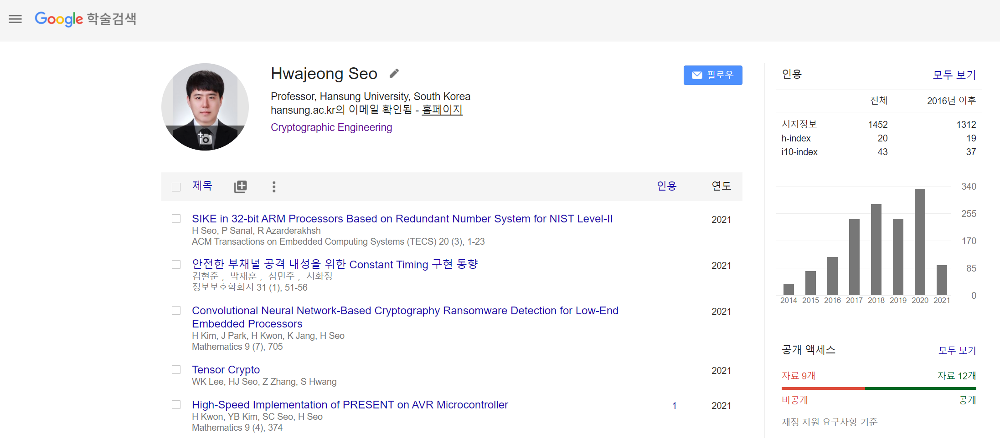 Google 학술검색
Hwajeong Seo
팔로우
Professor, Hansung University, South Korea
hansung.ac.kr의 이메일 확인됨 - 홈페이지
Cryptographic Engineering
제목 인용 연도
SIKE in 32-bit ARM Processors Based on Redundant Number System for NIST Level-II 2021
H Seo, P Sanal, R Azarderakhsh
ACM Transactions on Embedded Computing Systems (TECS) 20 (3), 1-23
안전한 부채널 공격 내성을 위한 Constant Timing 구현 동향 2021
김현준 , 박재훈 , 심민주 , 서화정
정보보호학회지 31 (1), 51-56
Convolutional Neural Network-Based Cryptography Ransomware Detection for Low-End 2021
Embedded Processors
H Kim, J Park, H Kwon, K Jang, H Seo
Mathematics 9 (7), 705
Tensor Crypto 2021
WK Lee, HJ Seo, Z Zhang, S Hwang
High-Speed Implementation of PRESENT on AVR Microcontroller 1 2021
H Kwon, YB Kim, SC Seo, H Seo
Mathematics 9 (4), 374
인용 모두 보기
전체 2016년 이후
서지정보 1452 1312
h-index 20 19
i10-index 43 37
340
255
170
85
0
2014 2015 2016 2017 2018 2019 2020 2021
공개 액세스 모두 보기
자료 9개 자료 12개
비공개 공개
재정 지원 요구사항 기준